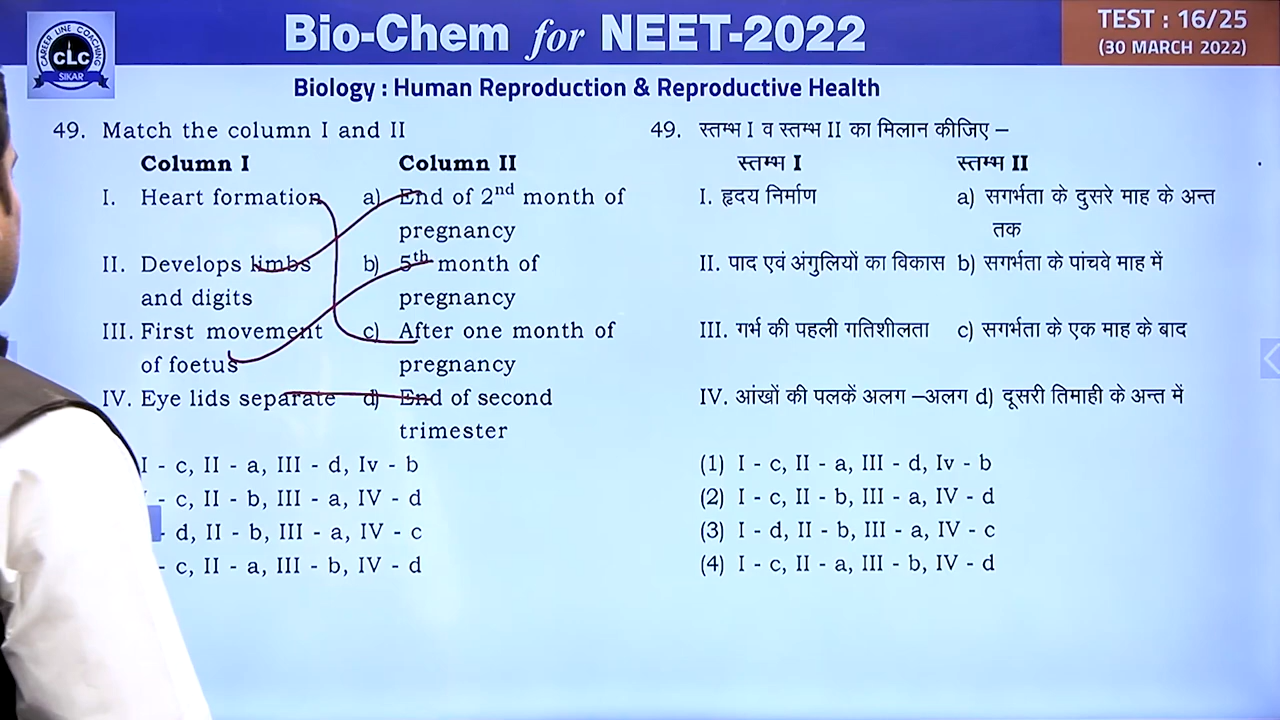 Bio-Chem for NEET-2022
TEST : 16/25
(30 MARCH 2022)
CAREER LINE COACHING
CLC
SIKAR
Biology : Human Reproduction & Reproductive Health
49. Match the column I and II
Column I Column II
I. Heart formation a) End of 2nd month of
pregnancy
II. Develops limbs b) 5th month of
and digits pregnancy
III. First movement c) After one month of
of foetus pregnancy
IV. Eye lids separate d) End of second
trimester
I - c, II - a, III - d, Iv - b
- c, II - b, III - a, IV - d
- d, II - b, III - a, IV - c
- c, II - a, III - b, IV - d
49. स्तम्भ I व स्तम्भ II का मिलान कीजिए –
स्तम्भ I स्तम्भ II
I. हृदय निर्माण a) सगर्भता के दुसरे माह के अन्त
तक
II. पाद एवं अंगुलियों का विकास b) सगर्भता के पांचवे माह में
III. गर्भ की पहली गतिशीलता c) सगर्भता के एक माह के बाद
IV. आंखों की पलकें अलग –अलग d) दूसरी तिमाही के अन्त में
(1) I - c, II - a, III - d, Iv - b
(2) I - c, II - b, III - a, IV - d
(3) I - d, II - b, III - a, IV - c
(4) I - c, II - a, III - b, IV - d